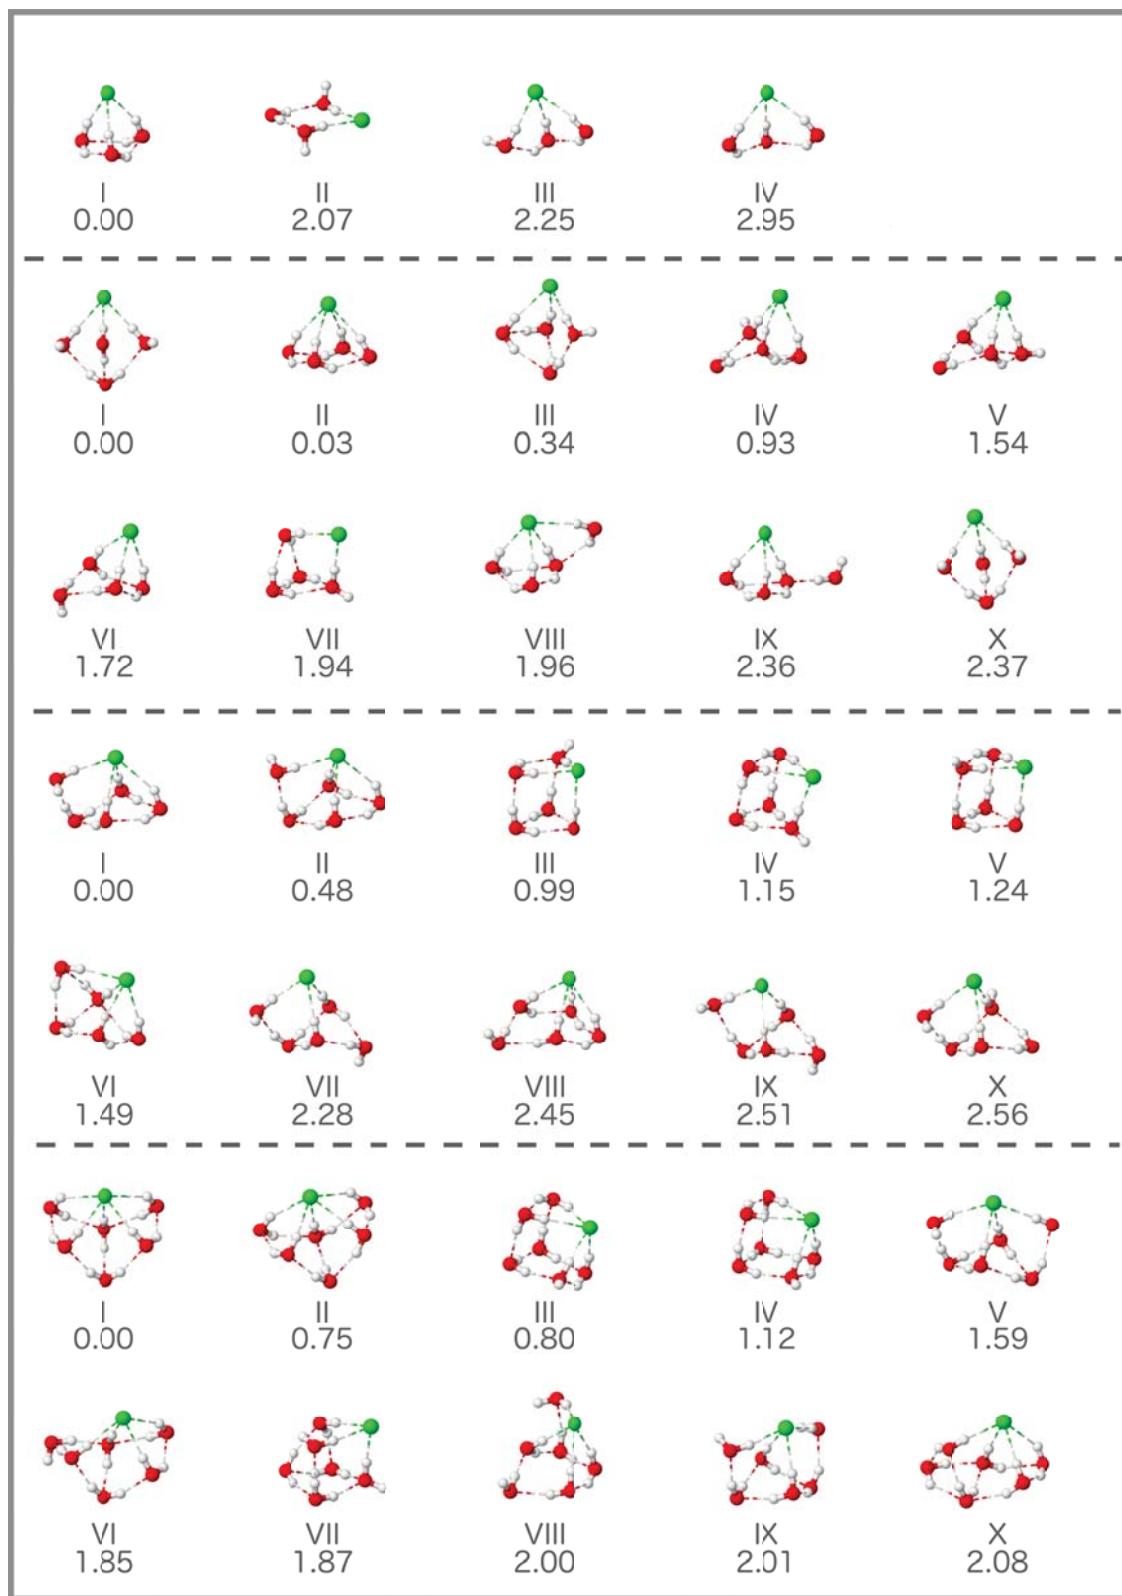 I II III IV
0.00 2.07 2.25 2.95
I II III IV V
0.00 0.03 0.34 0.93 1.54
VI VII VIII IX X
1.72 1.94 1.96 2.36 2.37
I II III IV V
0.00 0.48 0.99 1.15 1.24
VI VII VIII IX X
1.49 2.28 2.45 2.51 2.56
I II III IV V
0.00 0.75 0.80 1.12 1.59
VI VII VIII IX X
1.85 1.87 2.00 2.01 2.08